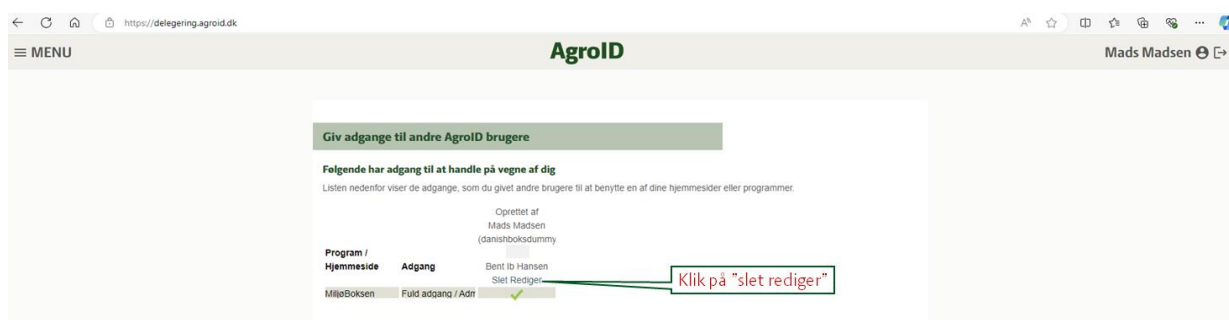 https://delegering.agroid.dk
MENU
AgroID
Mads Madsen
Giv adgange til andre AgroID brugere
Følgende har adgang til at handle på vegne af dig
Listen nedenfor viser de adgange, som du givet andre brugere til at benytte en af dine hjemmesider eller programmer.
Oprettet af
Mads Madsen
(danishboksdummy
Program /
Hjemmeside Adgang Bent Ib Hansen
Slet Rediger
Klik på ”slet rediger”
MiljøBoksen Fuld adgang / Adm